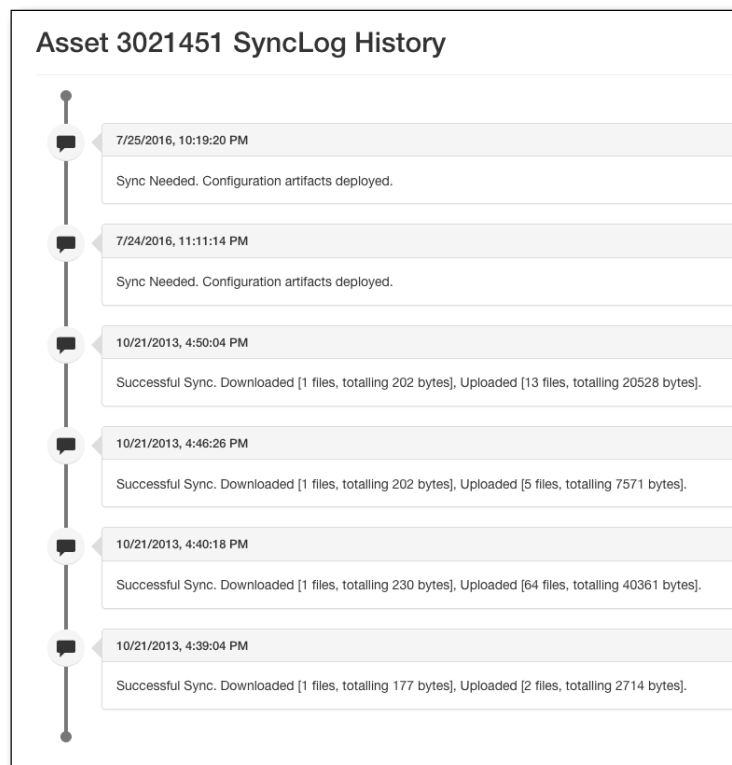 Asset 3021451 SyncLog History
7/25/2016, 10:19:20 PM
Sync Needed. Configuration artifacts deployed.
7/24/2016, 11:11:14 PM
Sync Needed. Configuration artifacts deployed.
10/21/2013, 4:50:04 PM
Successful Sync. Downloaded [1 files, totalling 202 bytes], Uploaded [13 files, totalling 20528 bytes].
10/21/2013, 4:46:26 PM
Successful Sync. Downloaded [1 files, totalling 202 bytes], Uploaded [5 files, totalling 7571 bytes].
10/21/2013, 4:40:18 PM
Successful Sync. Downloaded [1 files, totalling 230 bytes], Uploaded [64 files, totalling 40361 bytes].
10/21/2013, 4:39:04 PM
Successful Sync. Downloaded [1 files, totalling 177 bytes], Uploaded [2 files, totalling 2714 bytes].